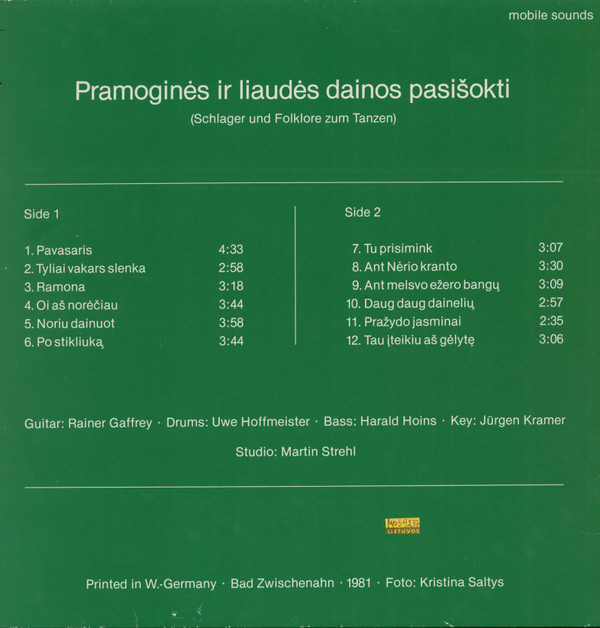 mobile sounds
Pramoginės ir liaudės dainos pasišokti
(Schlager und Folklore zum Tanzen)
Side 1
1. Pavasaris 4:33
2. Tyliai vakars slenka 2:58
3. Ramona 3:18
4. Oi aš norėčiau 3:44
5. Noriu dainuot 3:58
6. Po stikliuką 3:44
Side 2
7. Tu prisimink 3:07
8. Ant Nėrio kranto 3:30
9. Ant melsvo ežero bangų 3:09
10. Daug daug dainelių 2:57
11. Pražydo jasminai 2:35
12. Tau įteikiu aš gėlytę 3:06
Guitar: Rainer Gaffrey · Drums: Uwe Hoffmeister · Bass: Harald Hoins · Key: Jürgen Kramer
Studio: Martin Strehl
LIETUVOS
Printed in W.-Germany · Bad Zwischenahn · 1981 · Foto: Kristina Saltys